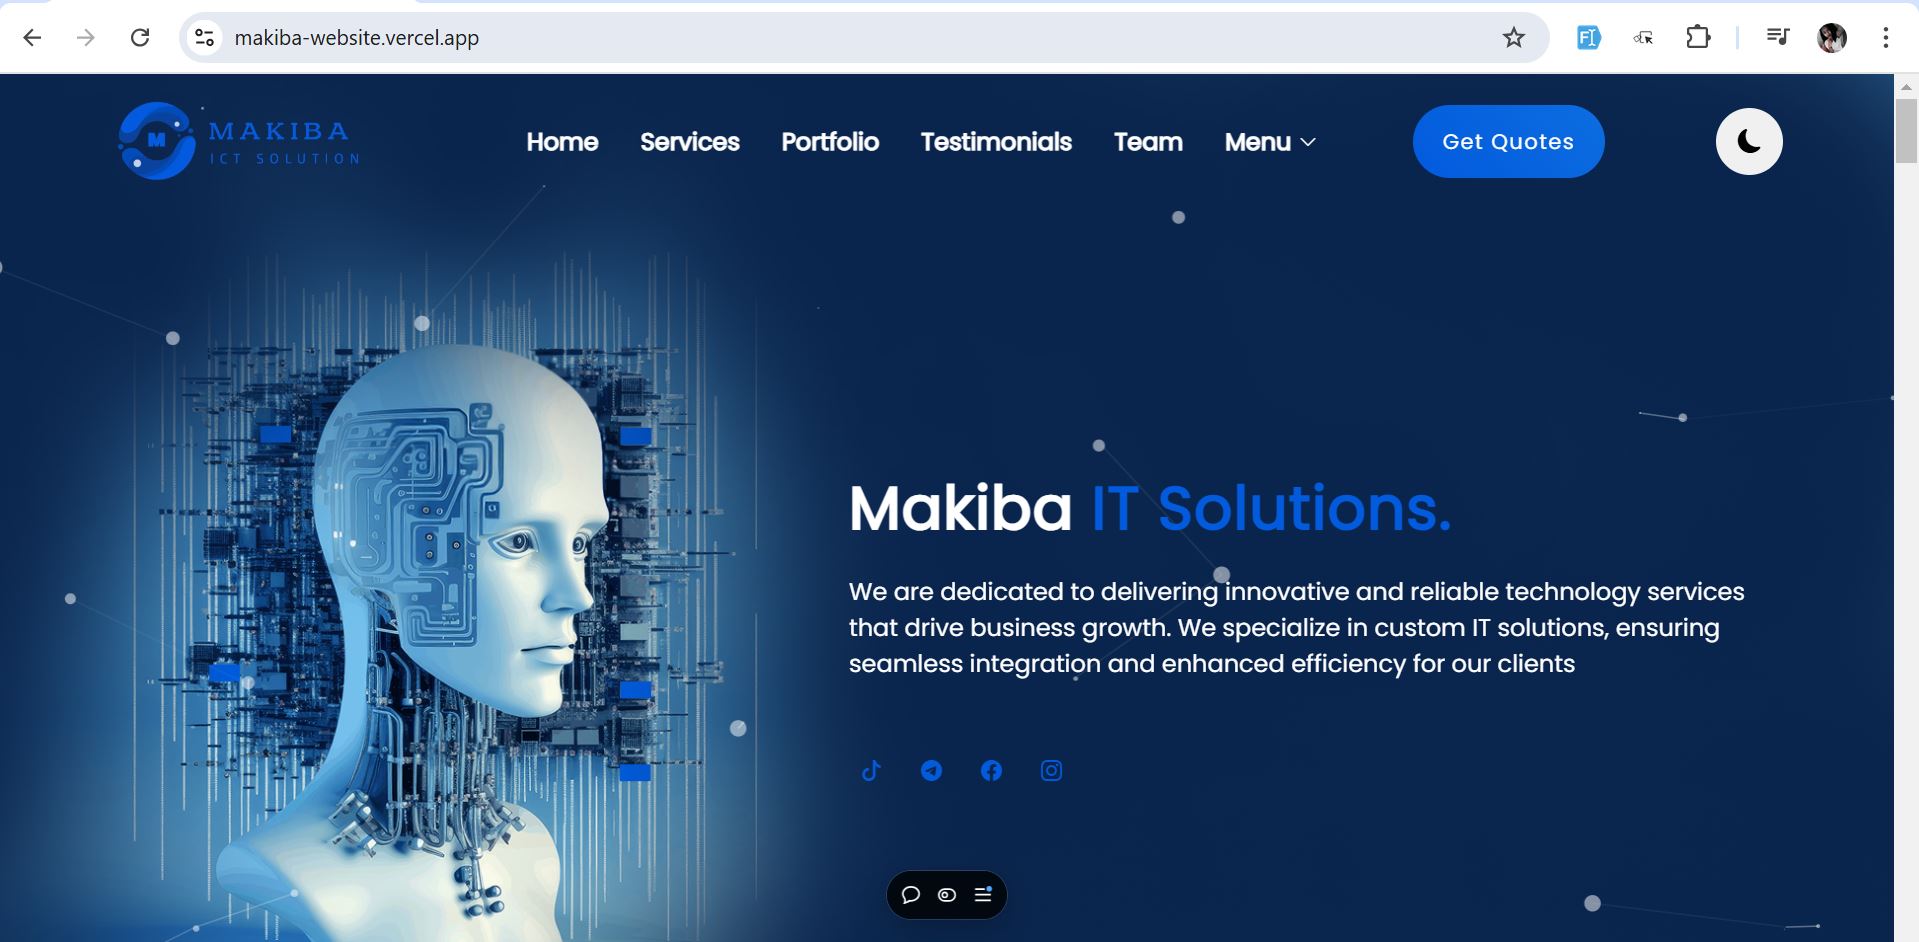 makiba-website.vercel.app
M
MAKIBA
ICT SOLUTION
Home
Services
Portfolio
Testimonials
Team
Menu
Get Quotes
Makiba IT Solutions.
We are dedicated to delivering innovative and reliable technology services
that drive business growth. We specialize in custom IT solutions, ensuring
seamless integration and enhanced efficiency for our clients